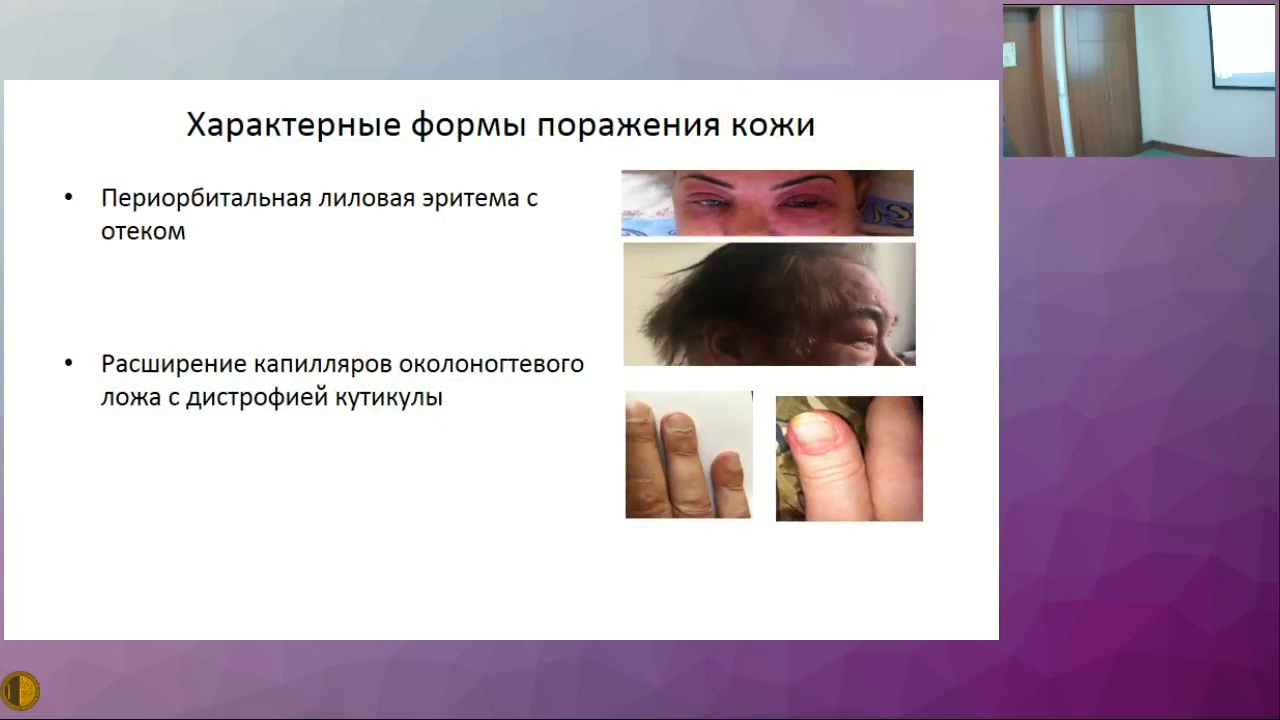 Характерные формы поражения кожи
• Периорбитальная лиловая эритема с
отеком
• Расширение капилляров околоногтевого
ложа с дистрофией кутикулы